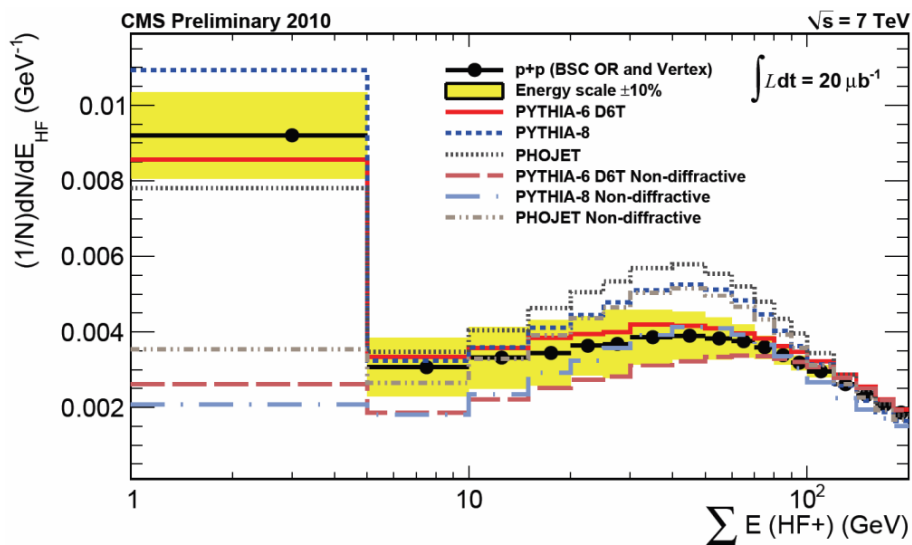 CMS Preliminary 2010
√s = 7 TeV
∫ L dt = 20 μb⁻¹
p+p (BSC OR and Vertex)
Energy scale ±10%
PYTHIA-6 D6T
PYTHIA-8
PHOJET
PYTHIA-6 D6T Non-diffractive
PYTHIA-8 Non-diffractive
PHOJET Non-diffractive
(1/N)dN/dE_HF (GeV⁻¹)
0.01
0.008
0.006
0.004
0.002
1
10
10²
∑ E (HF+) (GeV)